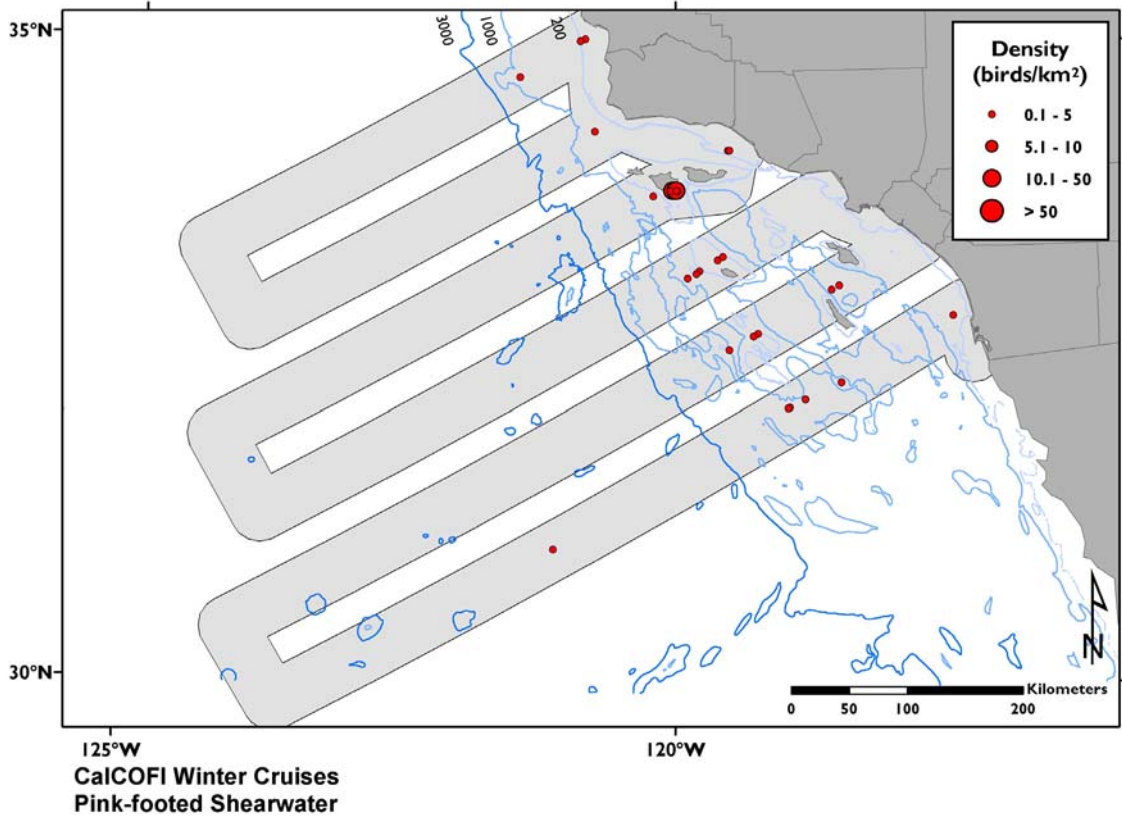 35°N
3000
1000
200
Density
(birds/km²)
0.1 - 5
5.1 - 10
10.1 - 50
> 50
30°N
N
Kilometers
0 50 100 200
125°W 120°W
CalCOFI Winter Cruises
Pink-footed Shearwater